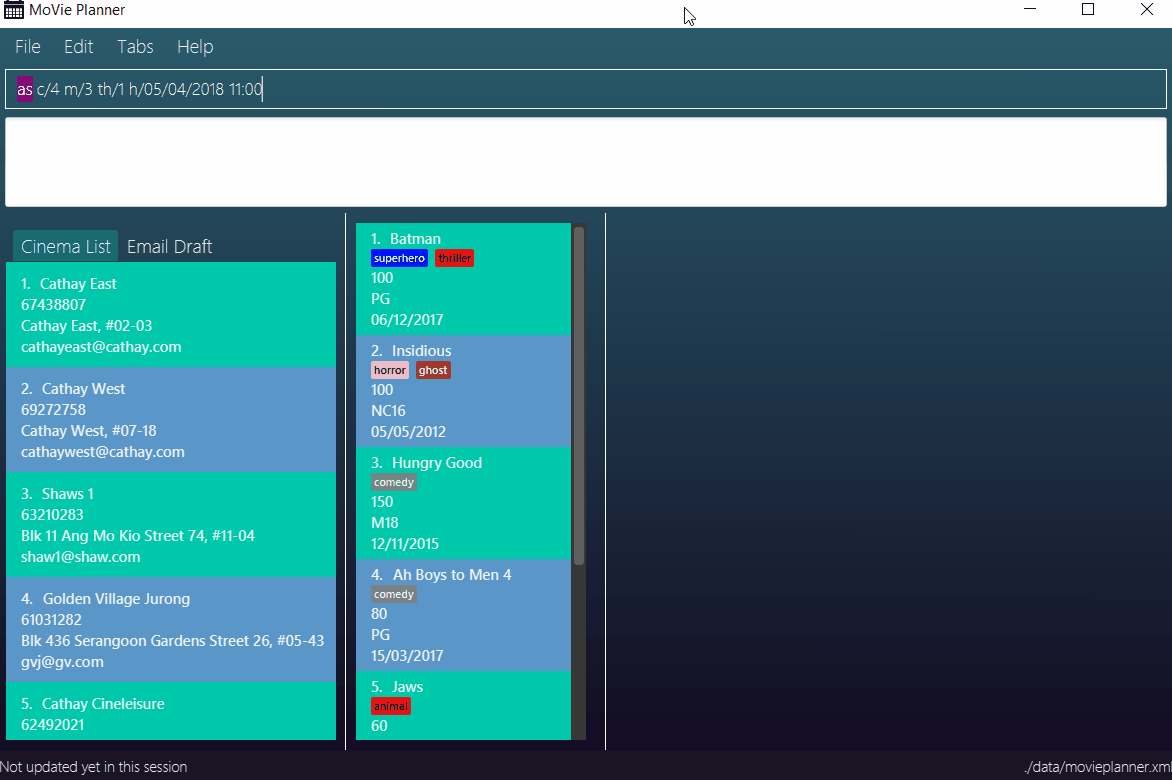 MoVie Planner
File Edit Tabs Help
as c/4 m/3 th/1 h/05/04/2018 11:00
Cinema List Email Draft
1. Cathay East
67438807
Cathay East, #02-03
cathayeast@cathay.com
2. Cathay West
69272758
Cathay West, #07-18
cathaywest@cathay.com
3. Shaws 1
63210283
Blk 11 Ang Mo Kio Street 74, #11-04
shaw1@shaw.com
4. Golden Village Jurong
61031282
Blk 436 Serangoon Gardens Street 26, #05-43
gvj@gv.com
5. Cathay Cineleisure
62492021
1. Batman
superhero thriller
100
PG
06/12/2017
2. Insidious
horror ghost
100
NC16
05/05/2012
3. Hungry Good
comedy
150
M18
12/11/2015
4. Ah Boys to Men 4
comedy
80
PG
15/03/2017
5. Jaws
animal
60
Not updated yet in this session
./data/movieplanner.xml